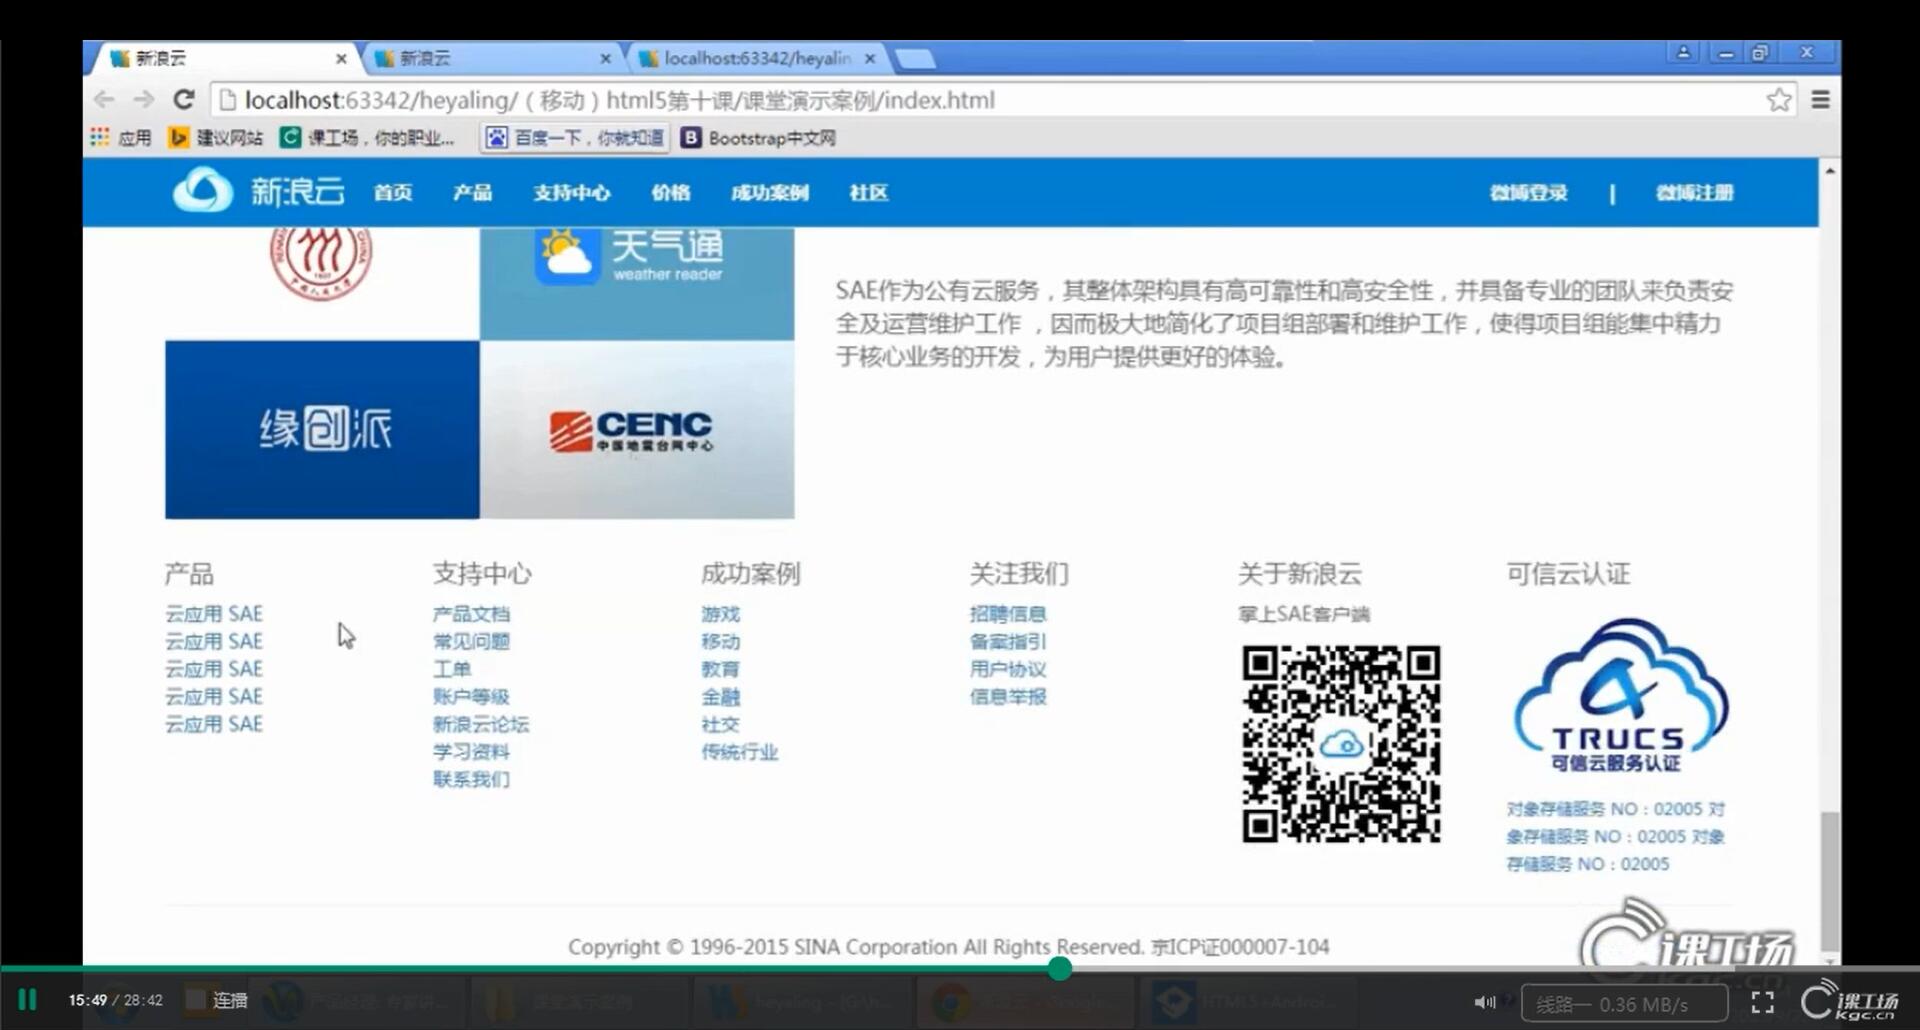 新浪云
新浪云
localhost:63342/heyalin
localhost:63342/heyaling/（移动）html5第十课/课堂演示案例/index.html
应用 建议网站 课工场，你的职业... 百度一下，你就知道 Bootstrap中文网
新浪云 首页 产品 支持中心 价格 成功案例 社区 微博登录 | 微博注册
天气通
weather reader
SAE作为公有云服务，其整体架构具有高可靠性和高安全性，并具备专业的团队来负责安
全及运营维护工作 ，因而极大地简化了项目组部署和维护工作，使得项目组能集中精力
于核心业务的开发，为用户提供更好的体验。
缘创派
CENC
中国地震台网中心
产品
云应用 SAE
云应用 SAE
云应用 SAE
云应用 SAE
云应用 SAE
支持中心
产品文档
常见问题
工单
账户等级
新浪云论坛
学习资料
联系我们
成功案例
游戏
移动
教育
金融
社交
传统行业
关注我们
招聘信息
备案指引
用户协议
信息举报
关于新浪云
掌上SAE客户端
可信云认证
TRUCS
可信云服务认证
对象存储服务 NO：02005 对
象存储服务 NO：02005 对象
存储服务 NO：02005
Copyright © 1996-2015 SINA Corporation All Rights Reserved. 京ICP证000007-104
课工场
15:49 / 28:42 连播
线路一 0.36 MB/s
课工场
kgc.cn